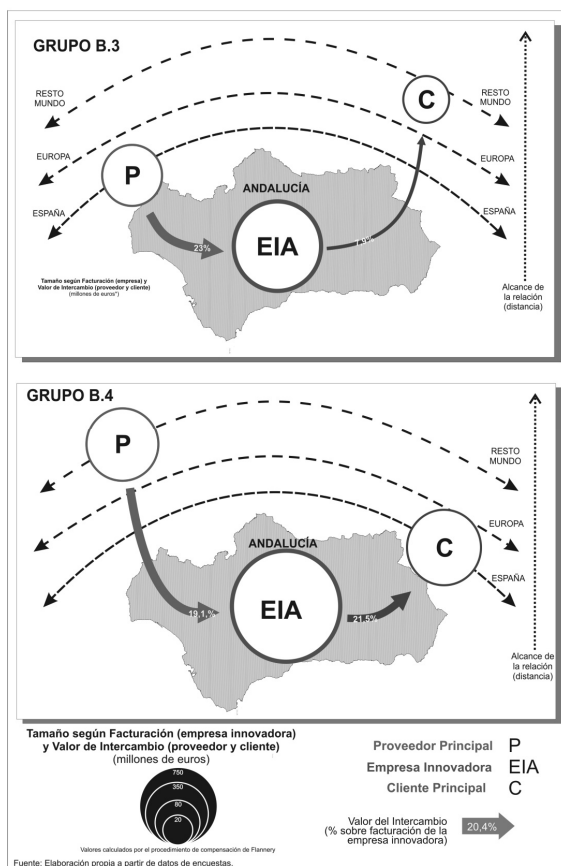 GRUPO B.3
RESTO
MUNDO
C
RESTO
MUNDO
EUROPA
EUROPA
P
ANDALUCÍA
ESPAÑA
ESPAÑA
EIA
23%
7,9%
Tamaño según Facturación (empresa) y
Valor de Intercambio (proveedor y cliente)
(millones de euros*)
Alcance de
la relación
(distancia)
GRUPO B.4
P
RESTO
MUNDO
EUROPA
ANDALUCÍA
C
ESPAÑA
EIA
19,1,%
21,5%
Alcance de
la relación
(distancia)
Tamaño según Facturación (empresa innovadora)
y Valor de Intercambio (proveedor y cliente)
(millones de euros)
750
350
80
20
Valores calculados por el procedimiento de compensación de Flannery
Proveedor Principal P
Empresa Innovadora EIA
Cliente Principal C
Valor del Intercambio
(% sobre facturación de la
empresa innovadora)
20,4%
Fuente: Elaboración propia a partir de datos de encuestas.